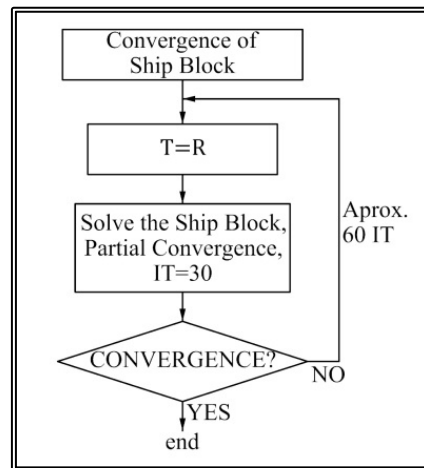 Convergence of
Ship Block
T=R
Solve the Ship Block,
Partial Convergence,
IT=30
Aprox.
60 IT
CONVERGENCE?
NO
YES
end